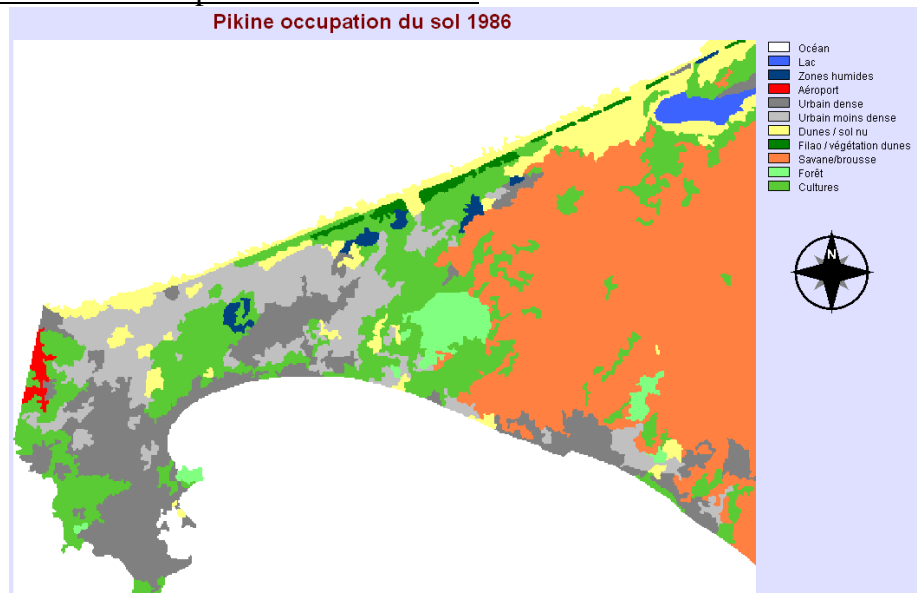 Pikine occupation du sol 1986
Océan
Lac
Zones humides
Aéroport
Urbain dense
Urbain moins dense
Dunes / sol nu
Filao / végétation dunes
Savane/brousse
Forêt
Cultures
N